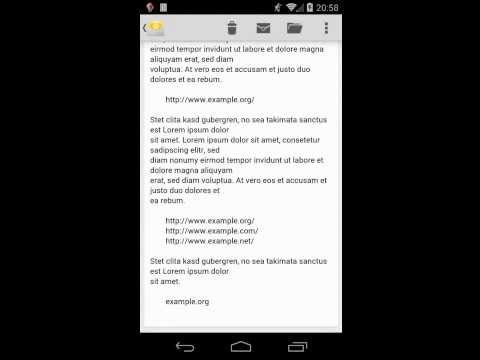 20:58
eirmod tempor invidunt ut labore et dolore magna
aliquyam erat, sed diam
voluptua. At vero eos et accusam et justo duo
dolores et ea rebum.
http://www.example.org/
Stet clita kasd gubergren, no sea takimata sanctus
est Lorem ipsum dolor
sit amet. Lorem ipsum dolor sit amet, consetetur
sadipscing elitr, sed
diam nonumy eirmod tempor invidunt ut labore et
dolore magna aliquyam
erat, sed diam voluptua. At vero eos et accusam et
justo duo dolores et
ea rebum.
http://www.example.org/
http://www.example.com/
http://www.example.net/
Stet clita kasd gubergren, no sea takimata sanctus
est Lorem ipsum dolor
sit amet.
example.org